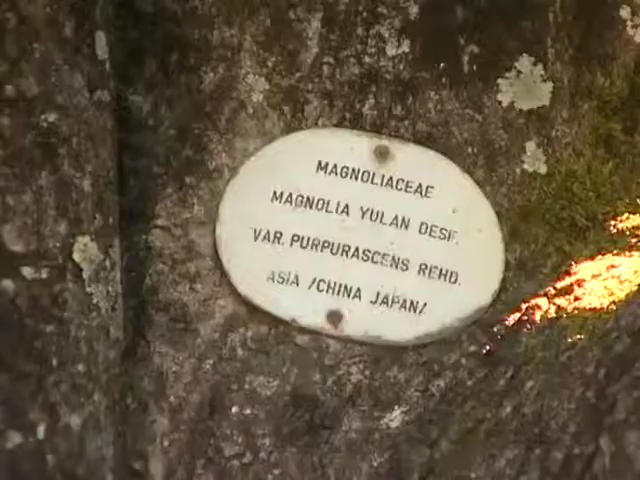 MAGNOLIACEAE
MAGNOLIA YULAN DESF.
VAR. PURPURASCENS REHD.
ASIA /CHINA JAPAN/